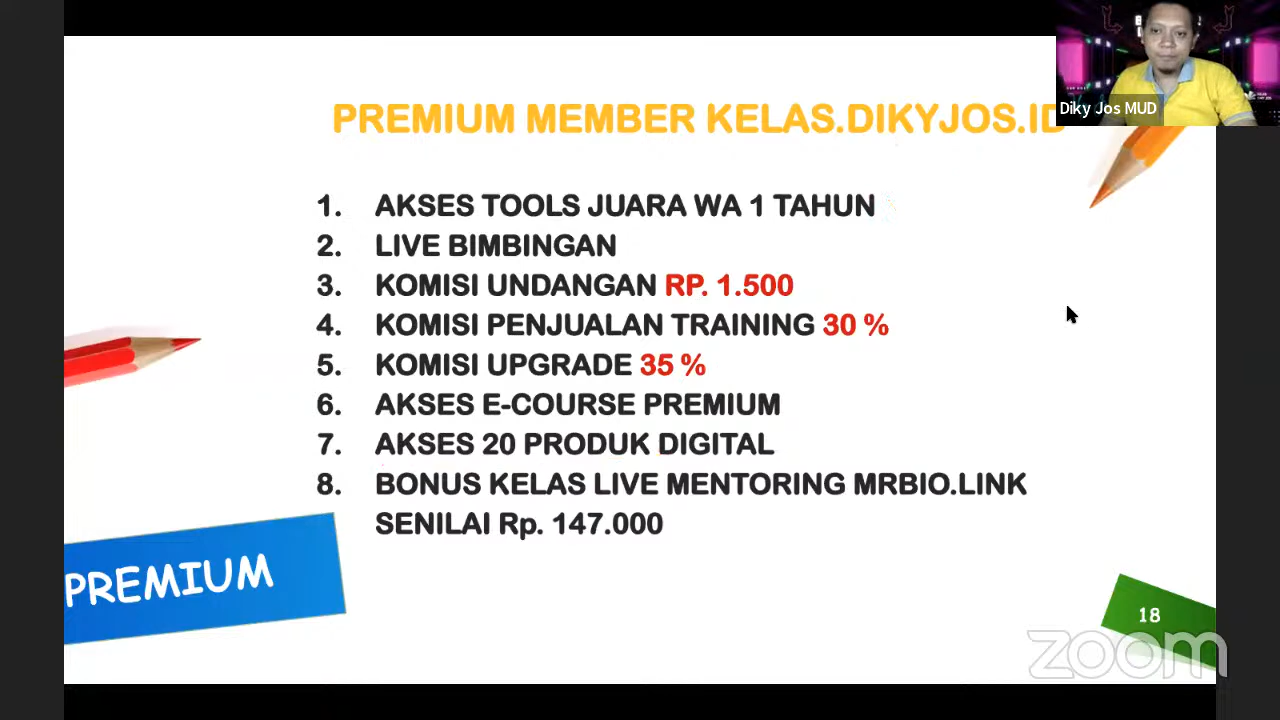 Diky Jos MUD
PREMIUM MEMBER KELAS.DIKYJOS.ID
1. AKSES TOOLS JUARA WA 1 TAHUN
2. LIVE BIMBINGAN
3. KOMISI UNDANGAN RP. 1.500
4. KOMISI PENJUALAN TRAINING 30 %
5. KOMISI UPGRADE 35 %
6. AKSES E-COURSE PREMIUM
7. AKSES 20 PRODUK DIGITAL
8. BONUS KELAS LIVE MENTORING MRBIO.LINK
SENILAI Rp. 147.000
PREMIUM
18
zoom